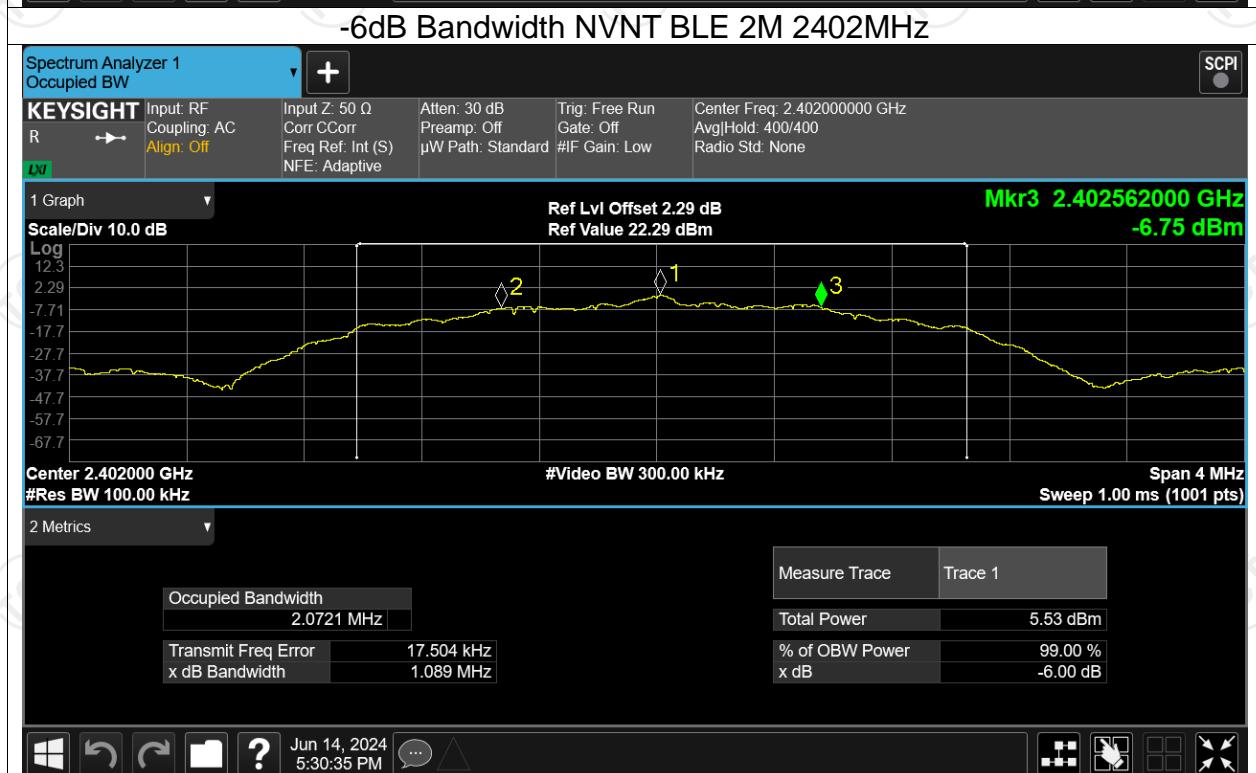 -6dB Bandwidth NVNT BLE 2M 2402MHz
Spectrum Analyzer 1
Occupied BW
SCPI
KEYSIGHT
R
LXI
Input: RF
Coupling: AC
Align: Off
Input Z: 50 Ω
Corr CCorr
Freq Ref: Int (S)
NFE: Adaptive
Atten: 30 dB
Preamp: Off
µW Path: Standard
Trig: Free Run
Gate: Off
#IF Gain: Low
Center Freq: 2.402000000 GHz
Avg|Hold: 400/400
Radio Std: None
1 Graph
Scale/Div 10.0 dB
Ref Lvl Offset 2.29 dB
Ref Value 22.29 dBm
Mkr3 2.402562000 GHz
-6.75 dBm
Log
12.3
2.29
-7.71
-17.7
-27.7
-37.7
-47.7
-57.7
-67.7
2
1
3
Center 2.402000 GHz
#Video BW 300.00 kHz
Span 4 MHz
#Res BW 100.00 kHz
Sweep 1.00 ms (1001 pts)
2 Metrics
Measure Trace Trace 1
Occupied Bandwidth
2.0721 MHz
Total Power 5.53 dBm
Transmit Freq Error 17.504 kHz
% of OBW Power 99.00 %
x dB Bandwidth 1.089 MHz
x dB -6.00 dB
Jun 14, 2024
5:30:35 PM